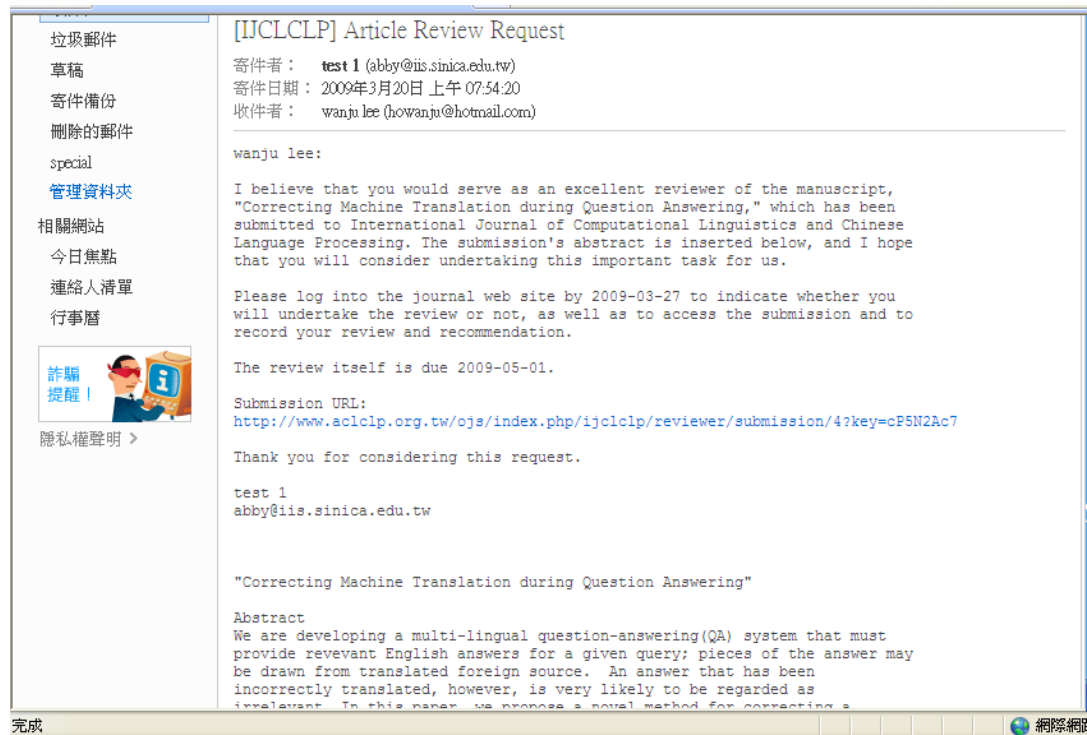 垃圾郵件
草稿
寄件備份
刪除的郵件
special
管理資料夾
相關網站
今日焦點
連絡人清單
行事曆
詐騙
提醒！
隱私權聲明 >
[IJCLCLP] Article Review Request
寄件者： test 1 (abby@iis.sinica.edu.tw)
寄件日期： 2009年3月20日 上午 07:54:20
收件者： wanju lee (howanju@hotmail.com)
wanju lee:
I believe that you would serve as an excellent reviewer of the manuscript,
"Correcting Machine Translation during Question Answering," which has been
submitted to International Journal of Computational Linguistics and Chinese
Language Processing. The submission's abstract is inserted below, and I hope
that you will consider undertaking this important task for us.
Please log into the journal web site by 2009-03-27 to indicate whether you
will undertake the review or not, as well as to access the submission and to
record your review and recommendation.
The review itself is due 2009-05-01.
Submission URL:
http://www.aclclp.org.tw/ojs/index.php/ijclclp/reviewer/submission/4?key=cP5N2Ac7
Thank you for considering this request.
test 1
abby@iis.sinica.edu.tw
"Correcting Machine Translation during Question Answering"
Abstract
We are developing a multi-lingual question-answering(QA) system that must
provide revevant English answers for a given query; pieces of the answer may
be drawn from translated foreign source.  An answer that has been
incorrectly translated, however, is very likely to be regarded as
irrelevant. In this paper, we propose a novel method for correcting a
完成
網際網